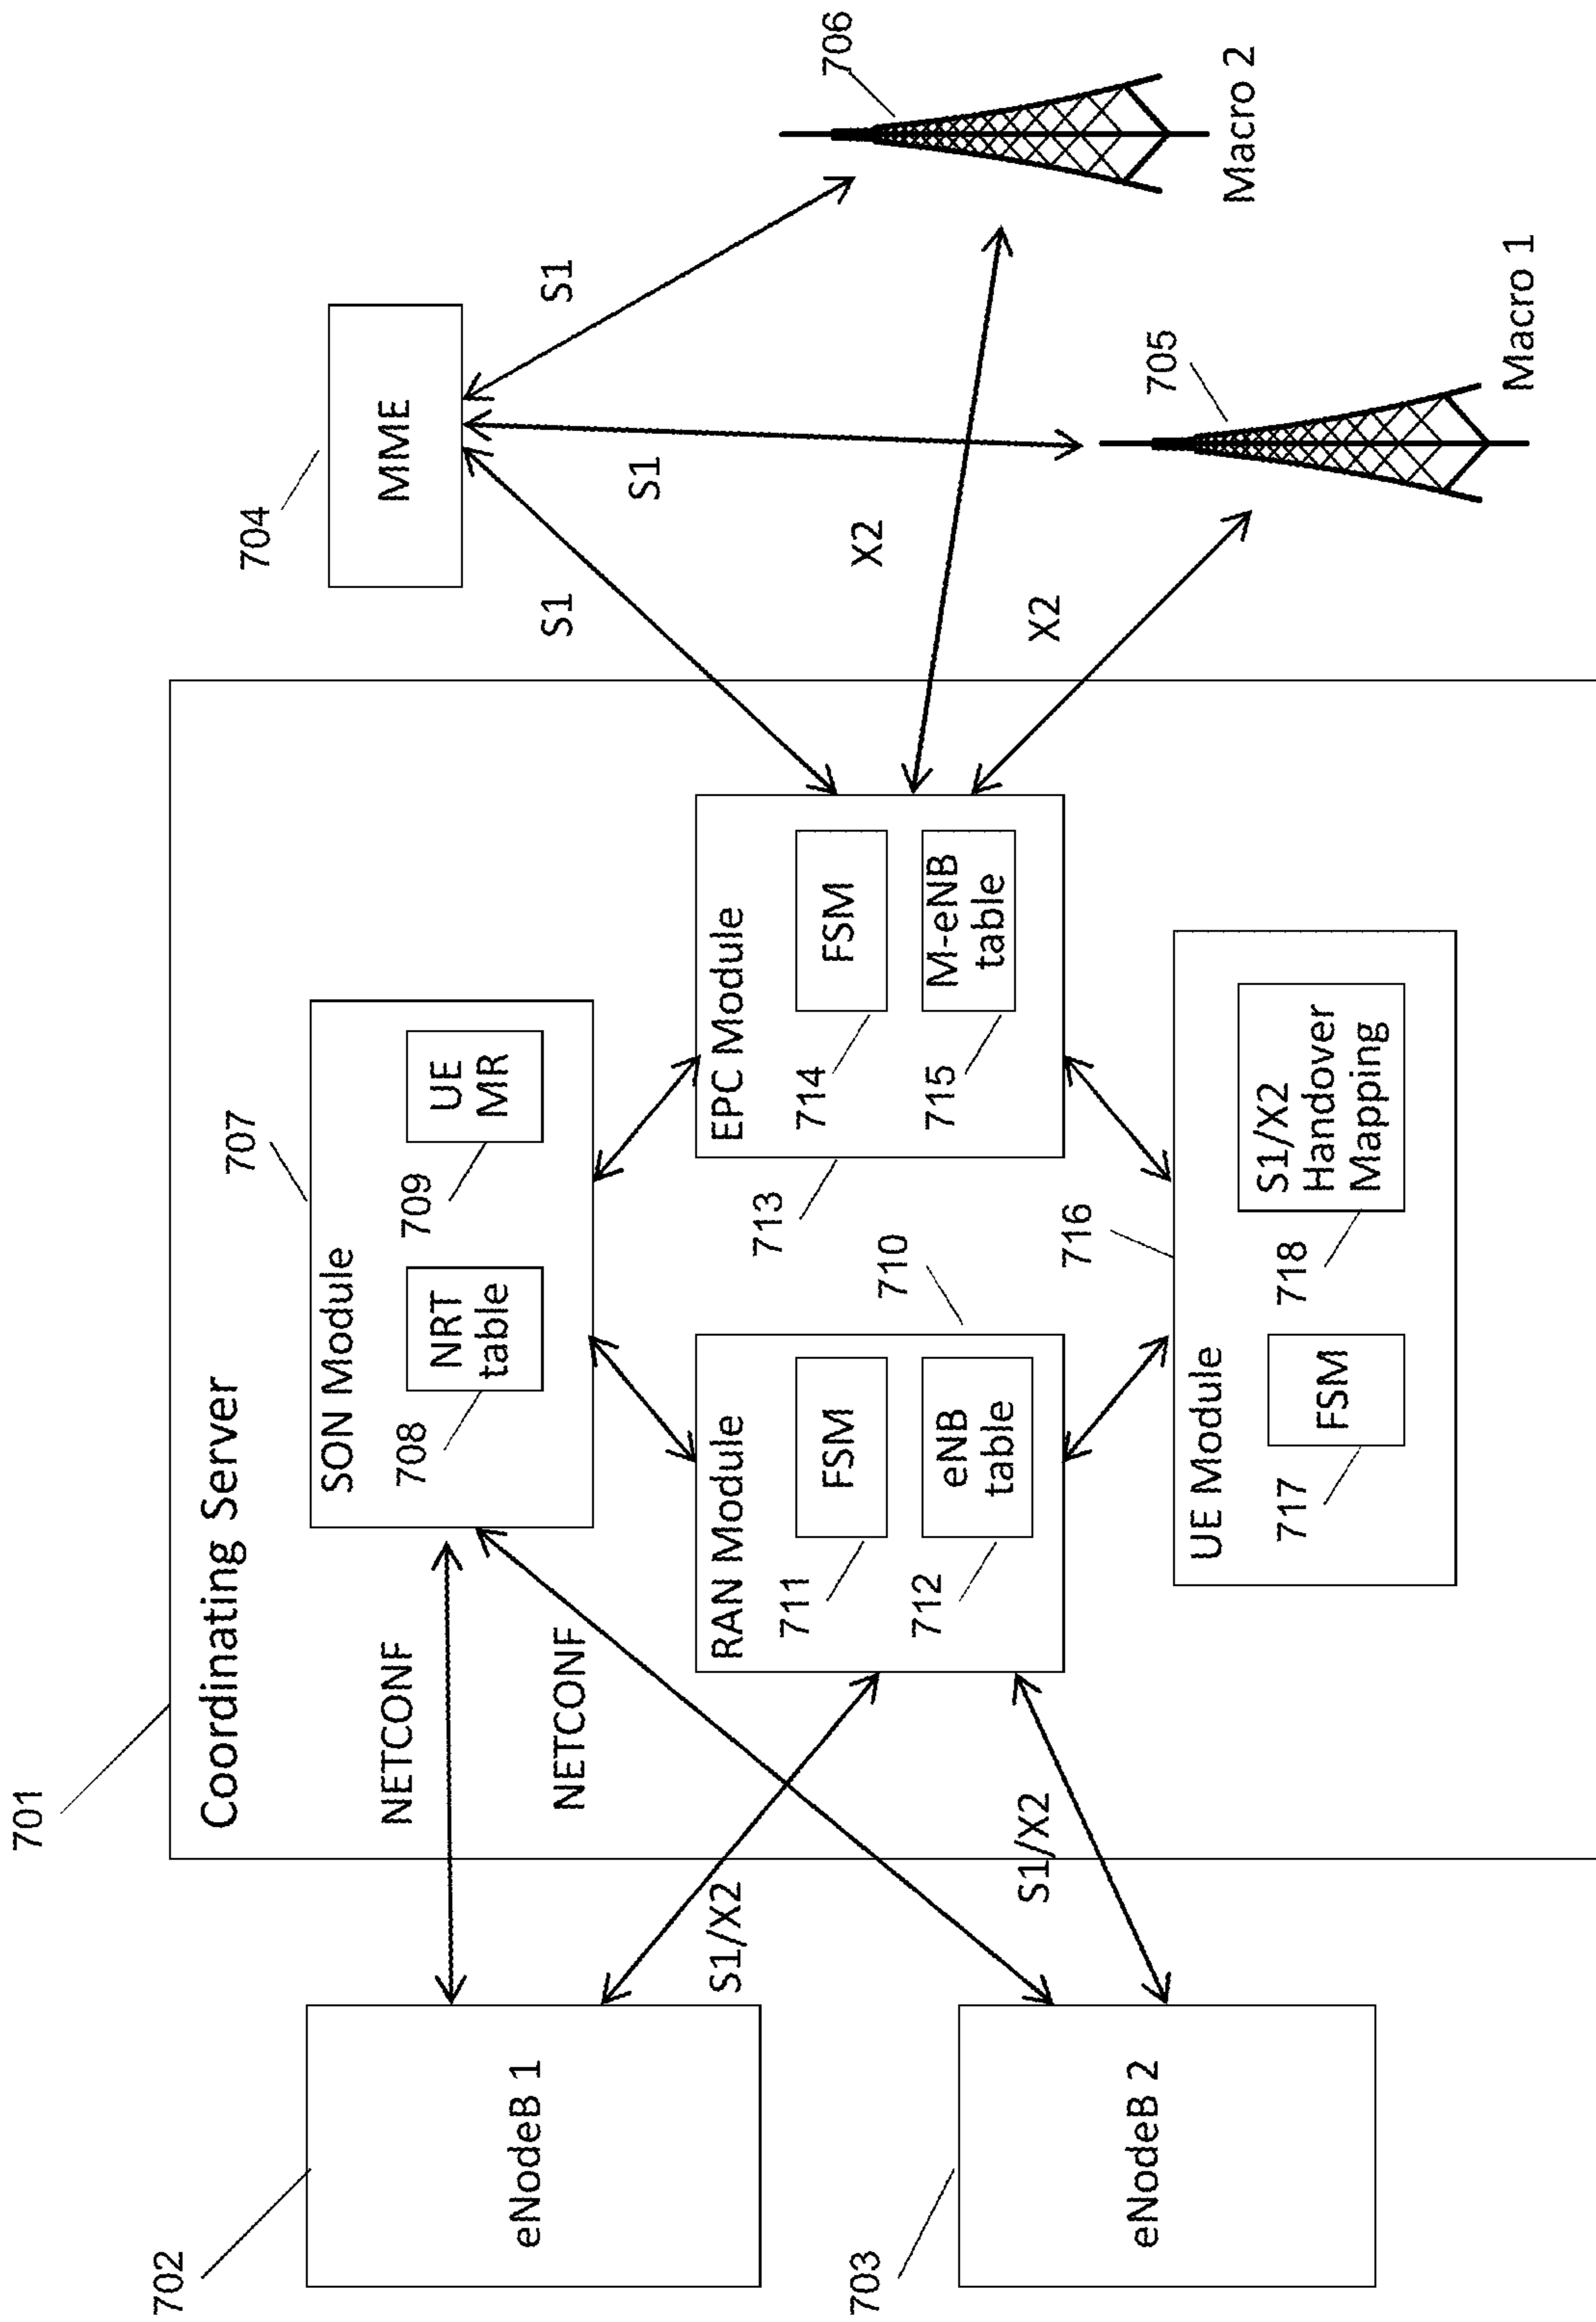 701
Coordinating Server
702
eNodeB 1
703
eNodeB 2
NETCONF
NETCONF
S1/X2
S1/X2
707
SON Module
708
NRT
table
709
UE
MR
RAN Module
710
711
FSM
712
eNB
table
EPC Module
713
714
FSM
715
M-eNB
table
UE Module
716
717
FSM
718
S1/X2
Handover
Mapping
704
MME
S1
S1
S1
X2
X2
705
Macro 1
706
Macro 2